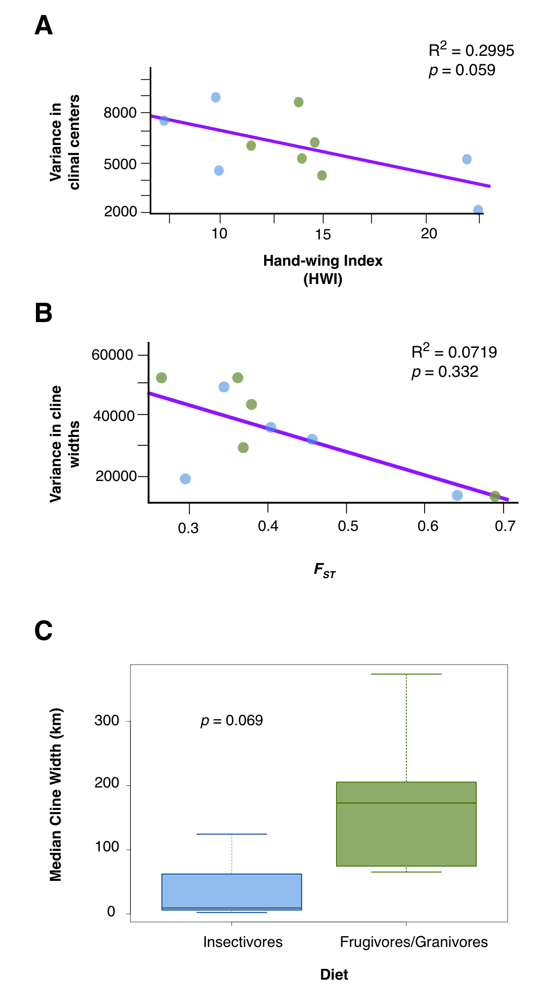 A
R² = 0.2995
p = 0.059
Variance in
clinal centers
8000
5000
2000
10
15
20
Hand-wing Index
(HWI)
B
R² = 0.0719
p = 0.332
Variance in cline
widths
60000
40000
20000
0.3
0.4
0.5
0.6
0.7
FST
C
p = 0.069
Median Cline Width (km)
300
200
100
0
Insectivores
Frugivores/Granivores
Diet